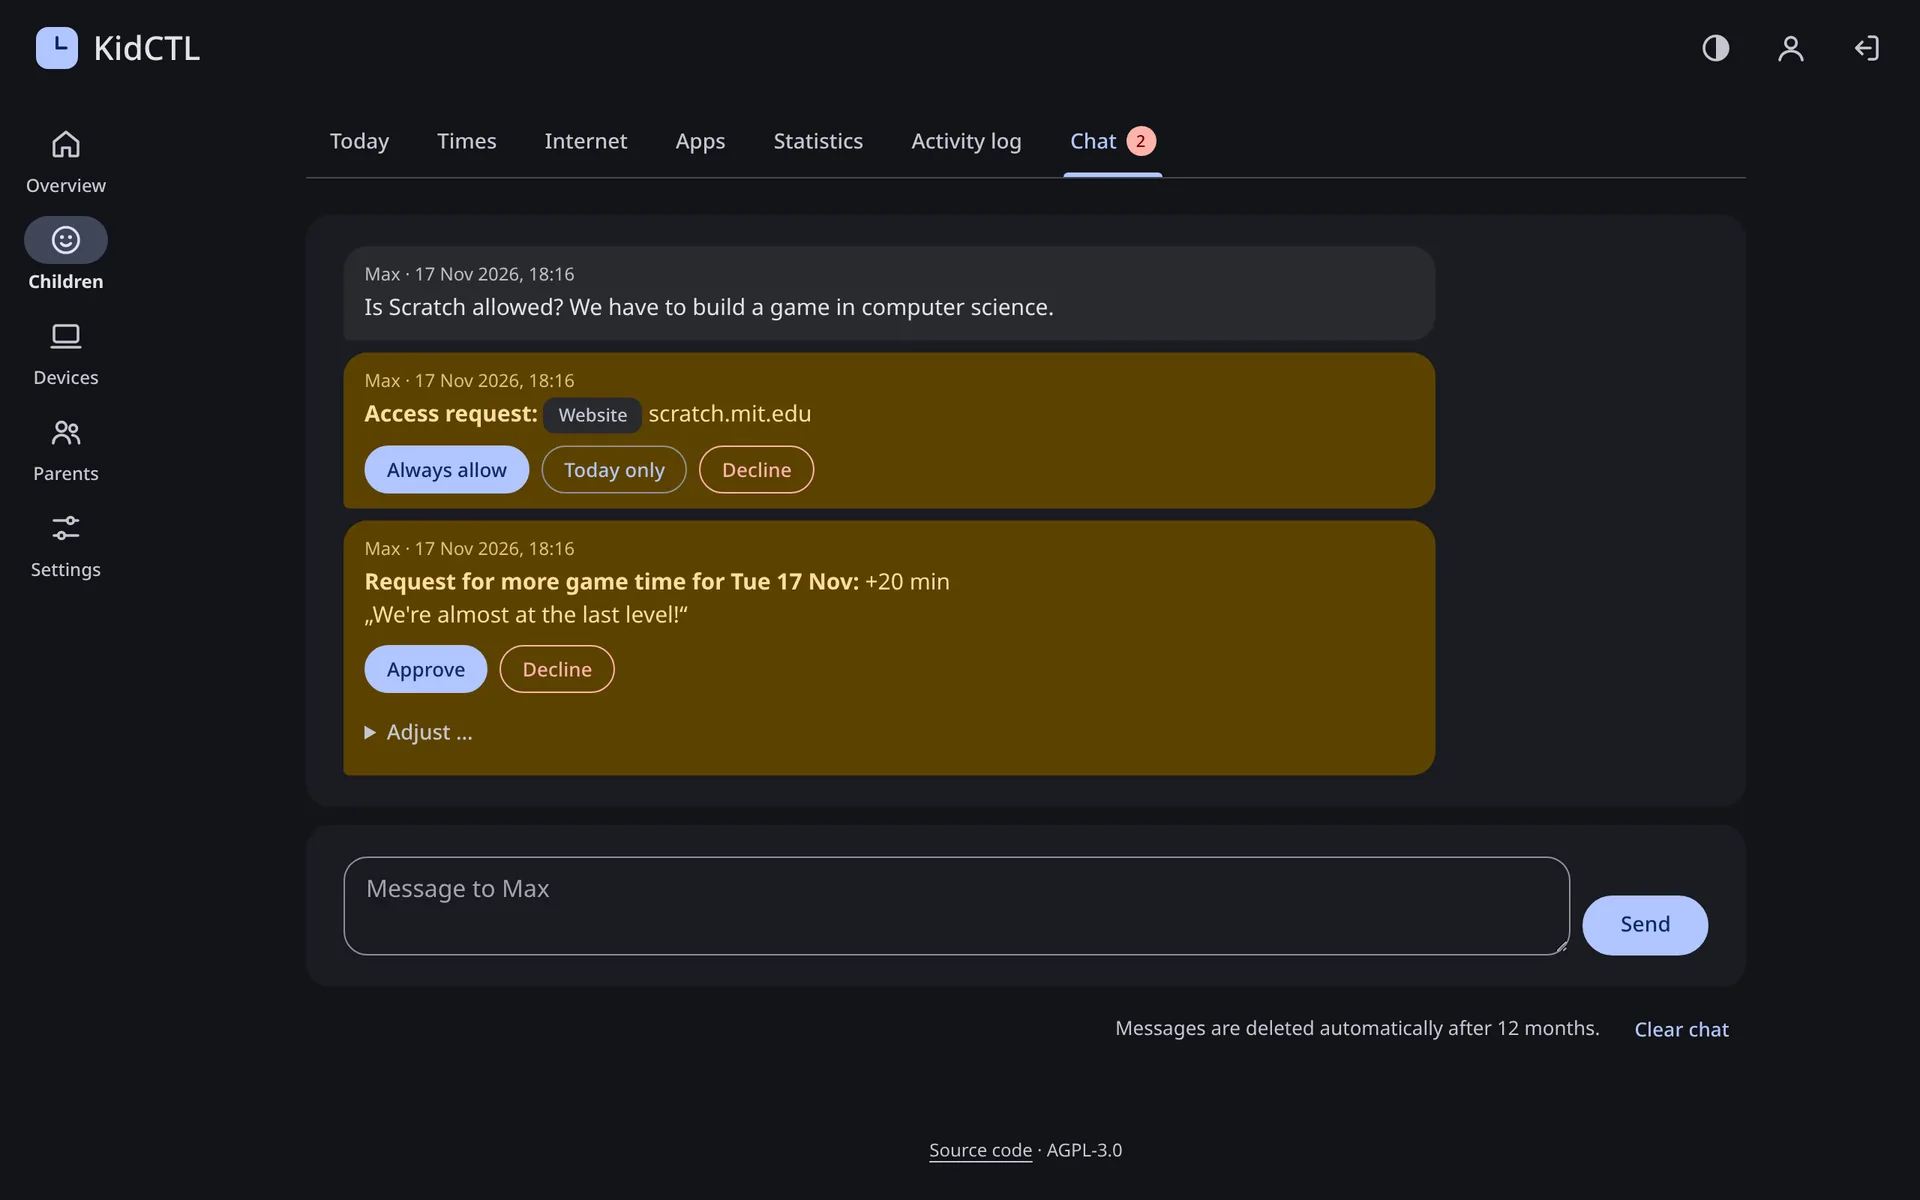 KidCTL
Overview
Children
Devices
Parents
Settings
Today Times Internet Apps Statistics Activity log Chat 2
Max · 17 Nov 2026, 18:16
Is Scratch allowed? We have to build a game in computer science.
Max · 17 Nov 2026, 18:16
Access request: Website scratch.mit.edu
Always allow Today only Decline
Max · 17 Nov 2026, 18:16
Request for more game time for Tue 17 Nov: +20 min
„We're almost at the last level!“
Approve Decline
Adjust ...
Message to Max
Send
Messages are deleted automatically after 12 months. Clear chat
Source code · AGPL-3.0